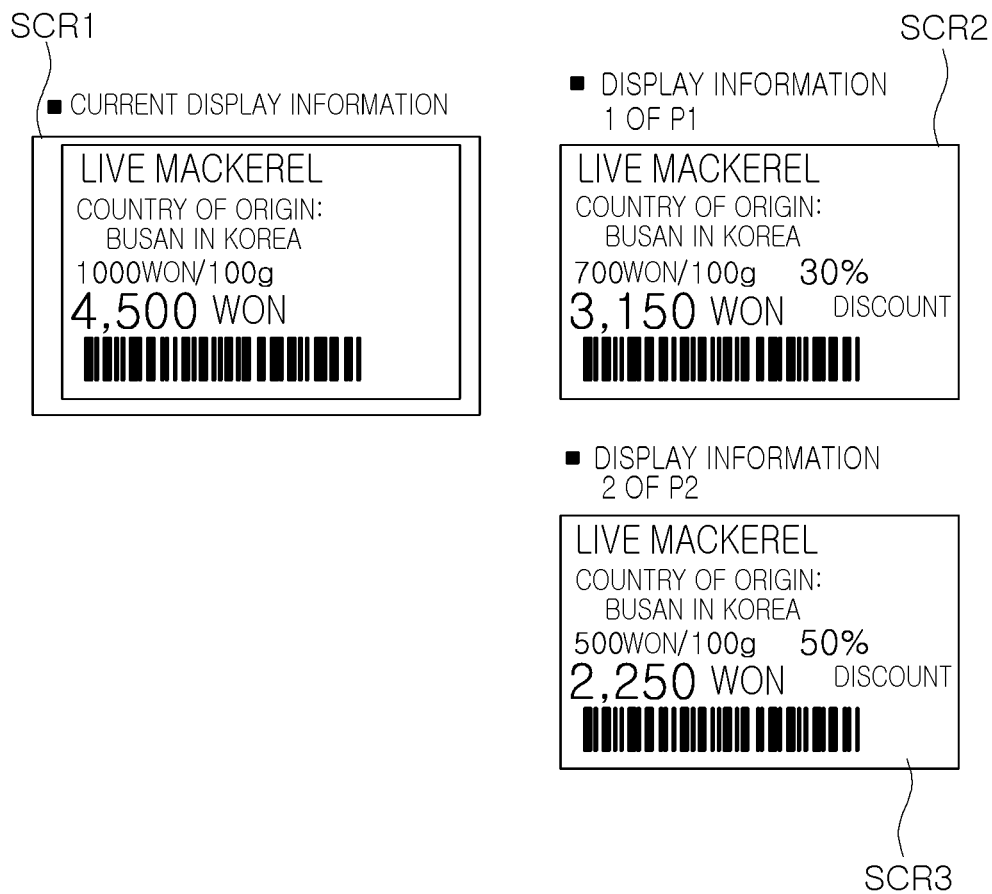 SCR1
■ CURRENT DISPLAY INFORMATION
LIVE MACKEREL
COUNTRY OF ORIGIN:
BUSAN IN KOREA
1000WON/100g
4,500 WON
SCR2
■ DISPLAY INFORMATION
1 OF P1
LIVE MACKEREL
COUNTRY OF ORIGIN:
BUSAN IN KOREA
700WON/100g 30%
3,150 WON DISCOUNT
■ DISPLAY INFORMATION
2 OF P2
LIVE MACKEREL
COUNTRY OF ORIGIN:
BUSAN IN KOREA
500WON/100g 50%
2,250 WON DISCOUNT
SCR3